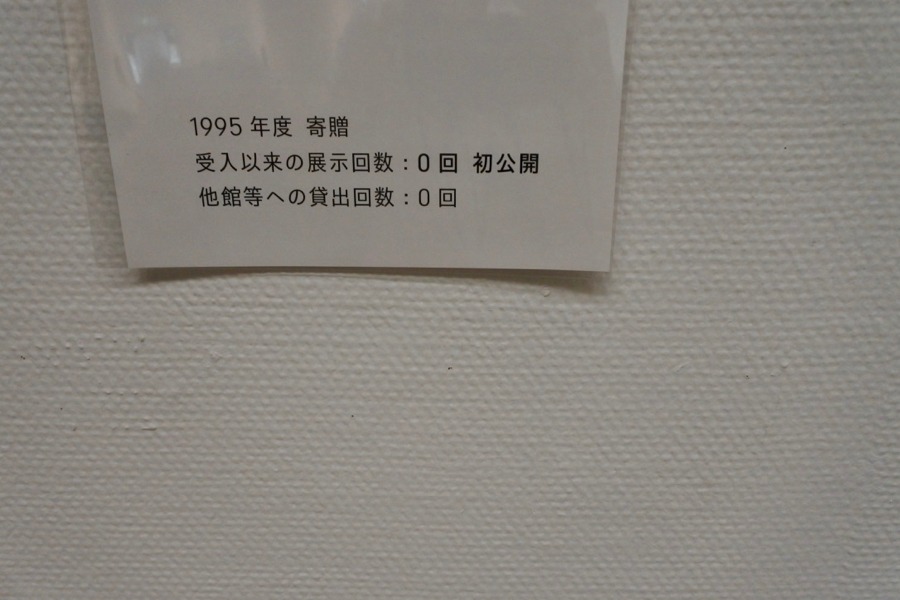 1995 年度 寄贈
受入以来の展示回数：0 回 初公開
他館等への貸出回数：0 回